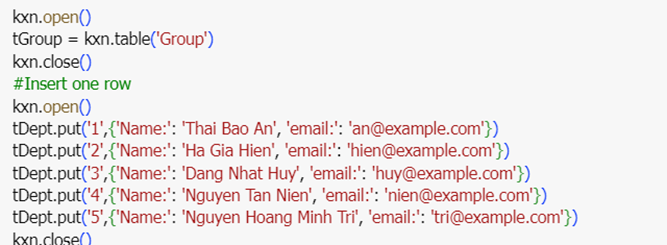 kxn.open()
tGroup = kxn.table('Group')
kxn.close()
#Insert one row
kxn.open()
tDept.put('1',{'Name:': 'Thai Bao An', 'email:': 'an@example.com'})
tDept.put('2',{'Name:': 'Ha Gia Hien', 'email:': 'hien@example.com'})
tDept.put('3',{'Name:': 'Dang Nhat Huy', 'email:': 'huy@example.com'})
tDept.put('4',{'Name:': 'Nguyen Tan Nien', 'email:': 'nien@example.com'})
tDept.put('5',{'Name:': 'Nguyen Hoang Minh Tri', 'email:': 'tri@example.com'})
kxn.close()